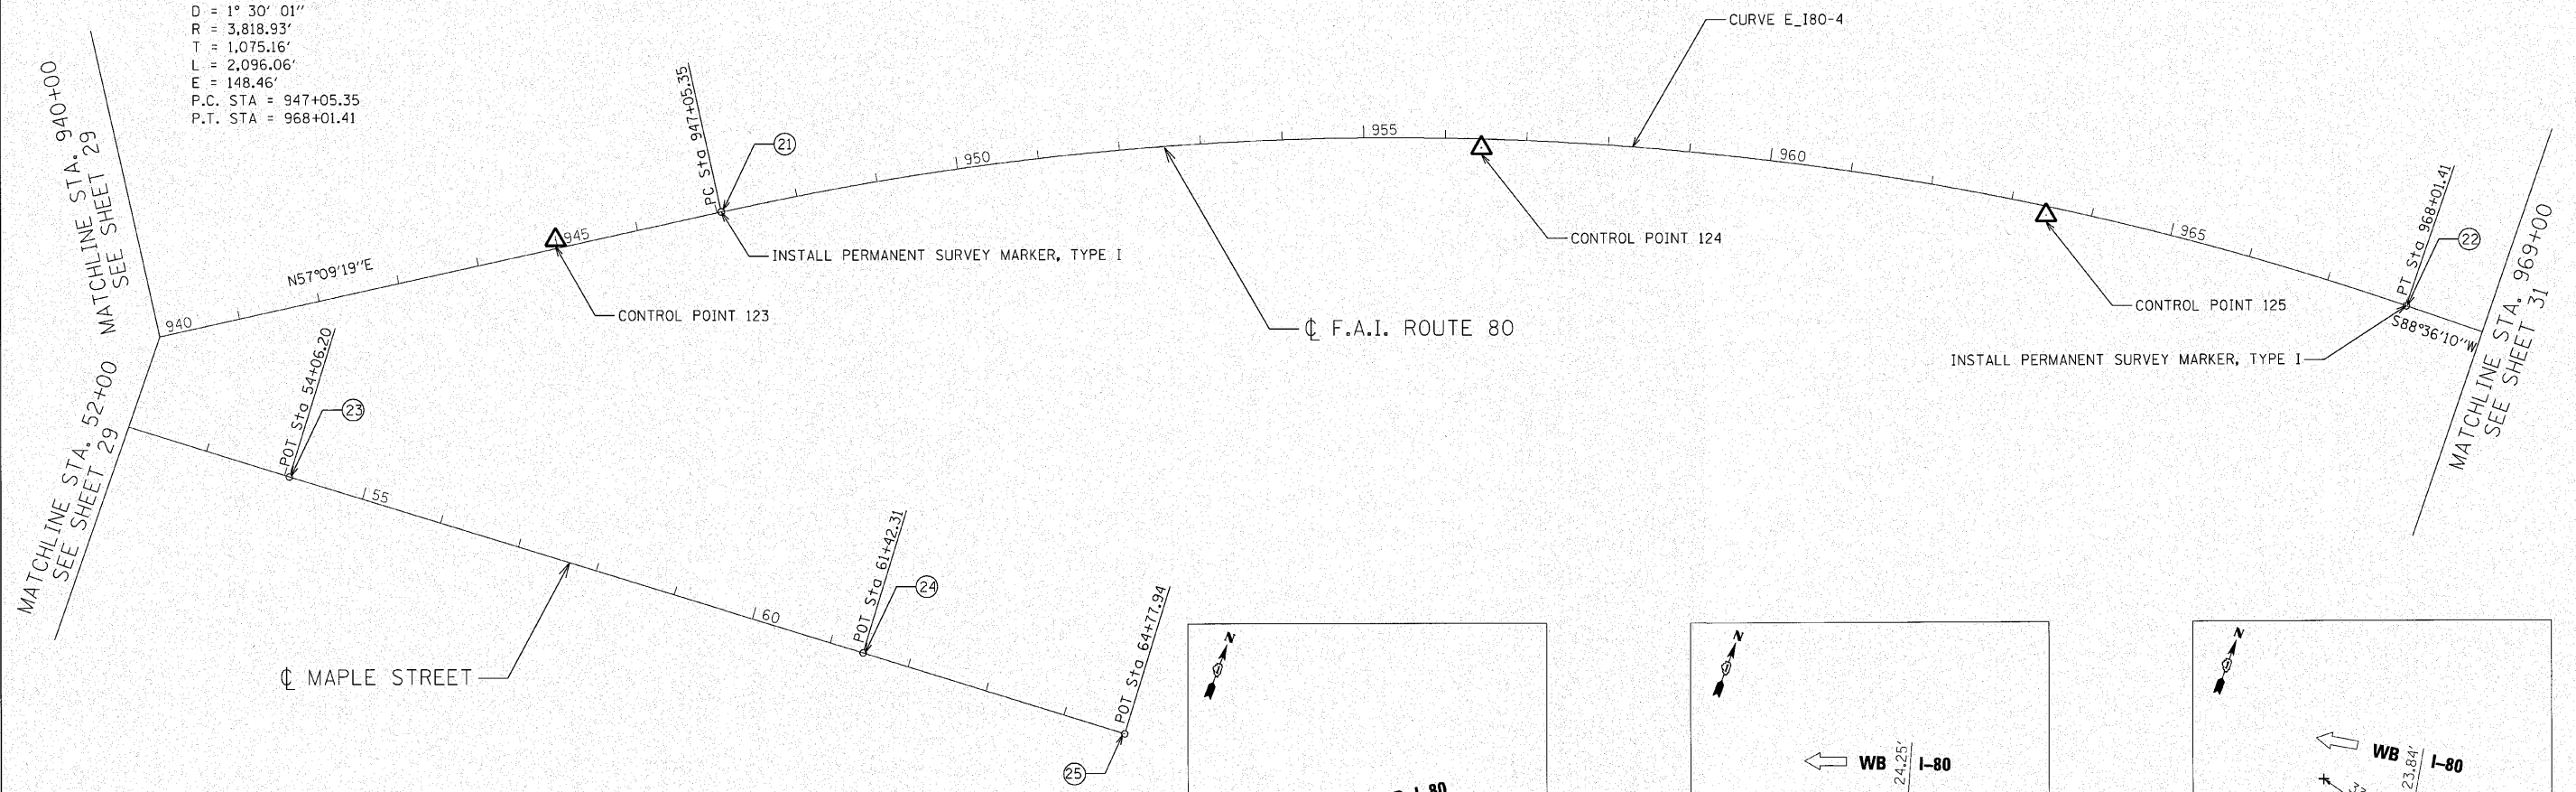 D = 1° 30' 01"
R = 3,818.93'
T = 1,075.16'
L = 2,096.06'
E = 148.46'
P.C. STA = 947+05.35
P.T. STA = 968+01.41
MATCHLINE STA. 940+00
SEE SHEET 29
CURVE E_I80-4
PC Sta 947+05.35
21
950
955
960
965
945
940
N57°09'19"E
INSTALL PERMANENT SURVEY MARKER, TYPE I
CONTROL POINT 123
CONTROL POINT 124
CONTROL POINT 125
℄ F.A.I. ROUTE 80
PT Sta 968+01.41
22
INSTALL PERMANENT SURVEY MARKER, TYPE I
S88°36'10"W
MATCHLINE STA. 969+00
SEE SHEET 31
MATCHLINE STA. 52+00
SEE SHEET 29
POT Sta 54+06.20
23
55
POT Sta 61+42.31
24
60
POT Sta 64+77.94
25
℄ MAPLE STREET
N
I-80
N
WB I-80
24.25'
N
WB I-80
23.84'